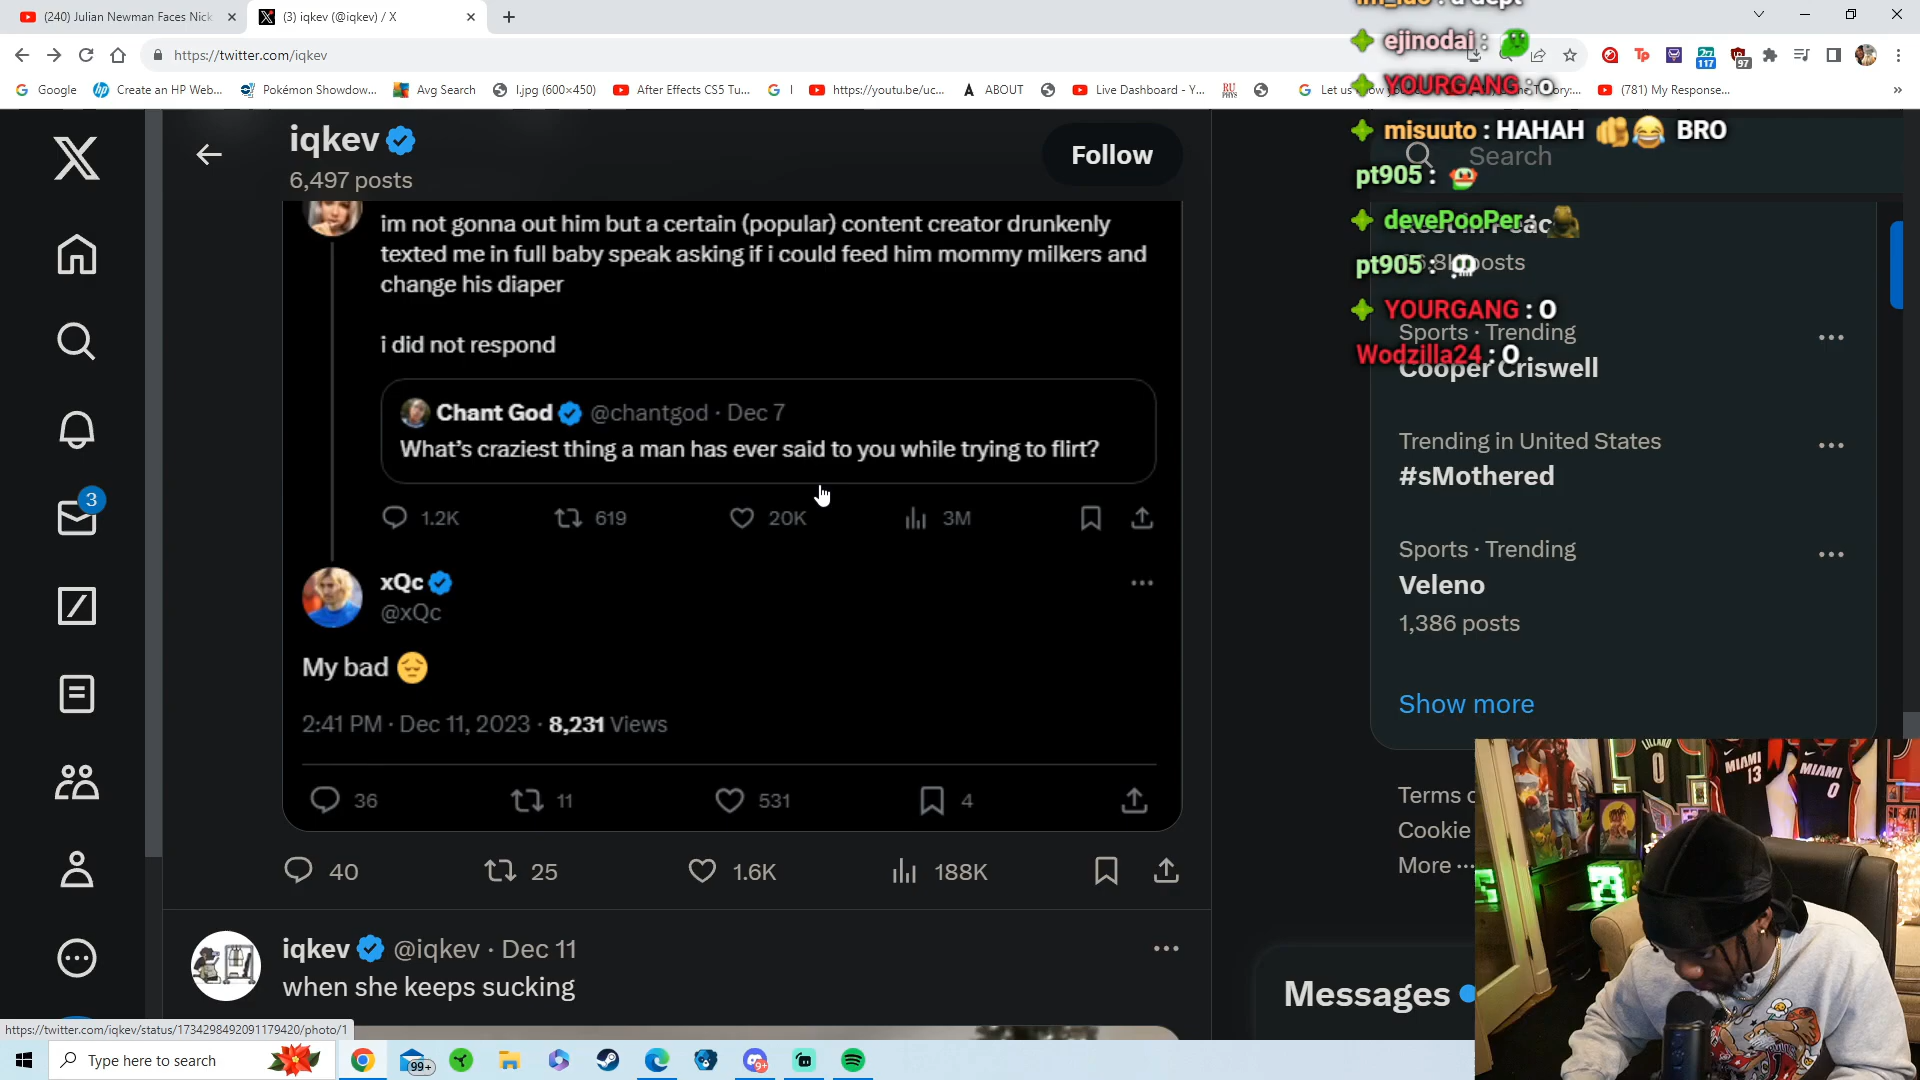 (240) Julian Newman Faces Nick
(3) iqkev (@iqkev) / X
https://twitter.com/iqkev
Google
Create an HP Web...
Pokémon Showdow...
Avg Search
l.jpg (600×450)
After Effects CS5 Tu...
https://youtu.be/uc...
ABOUT
Live Dashboard - Y...
(781) My Response...
117
97
ejinodai :
YOURGANG : o
misuuto : HAHAH BRO
pt905 :
devePooPer :
pt905 :
YOURGANG : O
Wodzilla24 : O
iqkev
6,497 posts
Follow
Search
im not gonna out him but a certain (popular) content creator drunkenly
texted me in full baby speak asking if i could feed him mommy milkers and
change his diaper
i did not respond
Chant God @chantgod · Dec 7
What's craziest thing a man has ever said to you while trying to flirt?
1.2K 619 20K 3M
xQc
@xQc
My bad
2:41 PM · Dec 11, 2023 · 8,231 Views
36 11 531 4
40 25 1.6K 188K
iqkev @iqkev · Dec 11
when she keeps sucking
3
posts
Sports · Trending
Cooper Criswell
Trending in United States
#sMothered
Sports · Trending
Veleno
1,386 posts
Show more
Terms
Cookie
More ···
Messages
MIAMI
13
MIAMI
0
0
https://twitter.com/iqkev/status/1734298492091179420/photo/1
Type here to search
99+